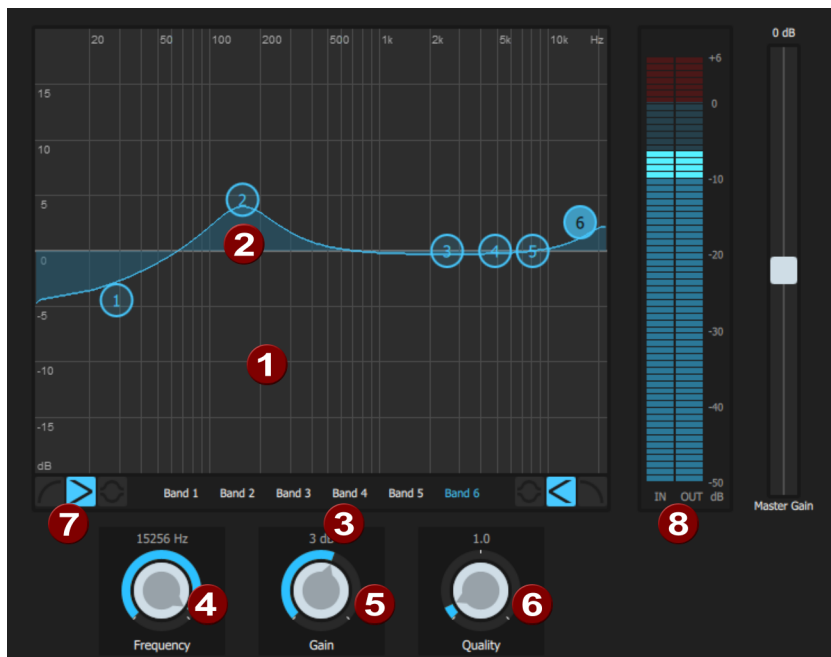 20 50 100 200 500 1k 2k 5k 10k Hz
0 dB
+6
15
0
10
-10
5
2
6
3 4 5
2
0
-20
1
-5
-30
1
-10
-40
-15
dB
-50
Band 1 Band 2 Band 3 Band 4 Band 5 Band 6
IN OUT dB
Master Gain
7
3
8
15256 Hz
3 dB
1.0
4
5
6
Frequency
Gain
Quality